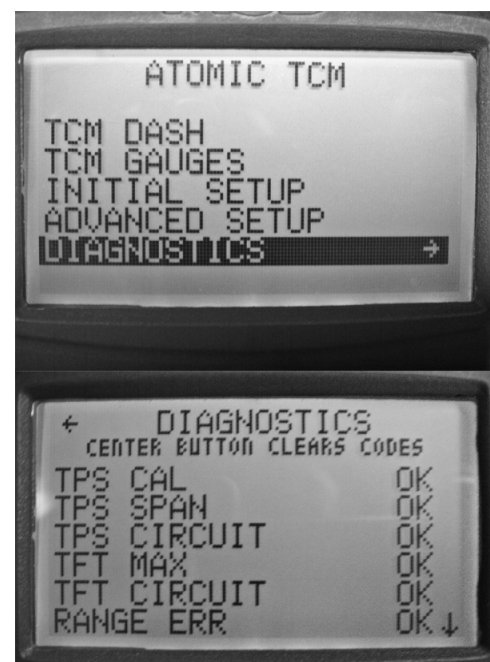 ATOMIC TCM
TCM DASH
TCM GAUGES
INITIAL SETUP
ADVANCED SETUP
DIAGNOSTICS →
← DIAGNOSTICS
CENTER BUTTON CLEARS CODES
TPS CAL OK
TPS SPAN OK
TPS CIRCUIT OK
TFT MAX OK
TFT CIRCUIT OK
RANGE ERR OK ↓